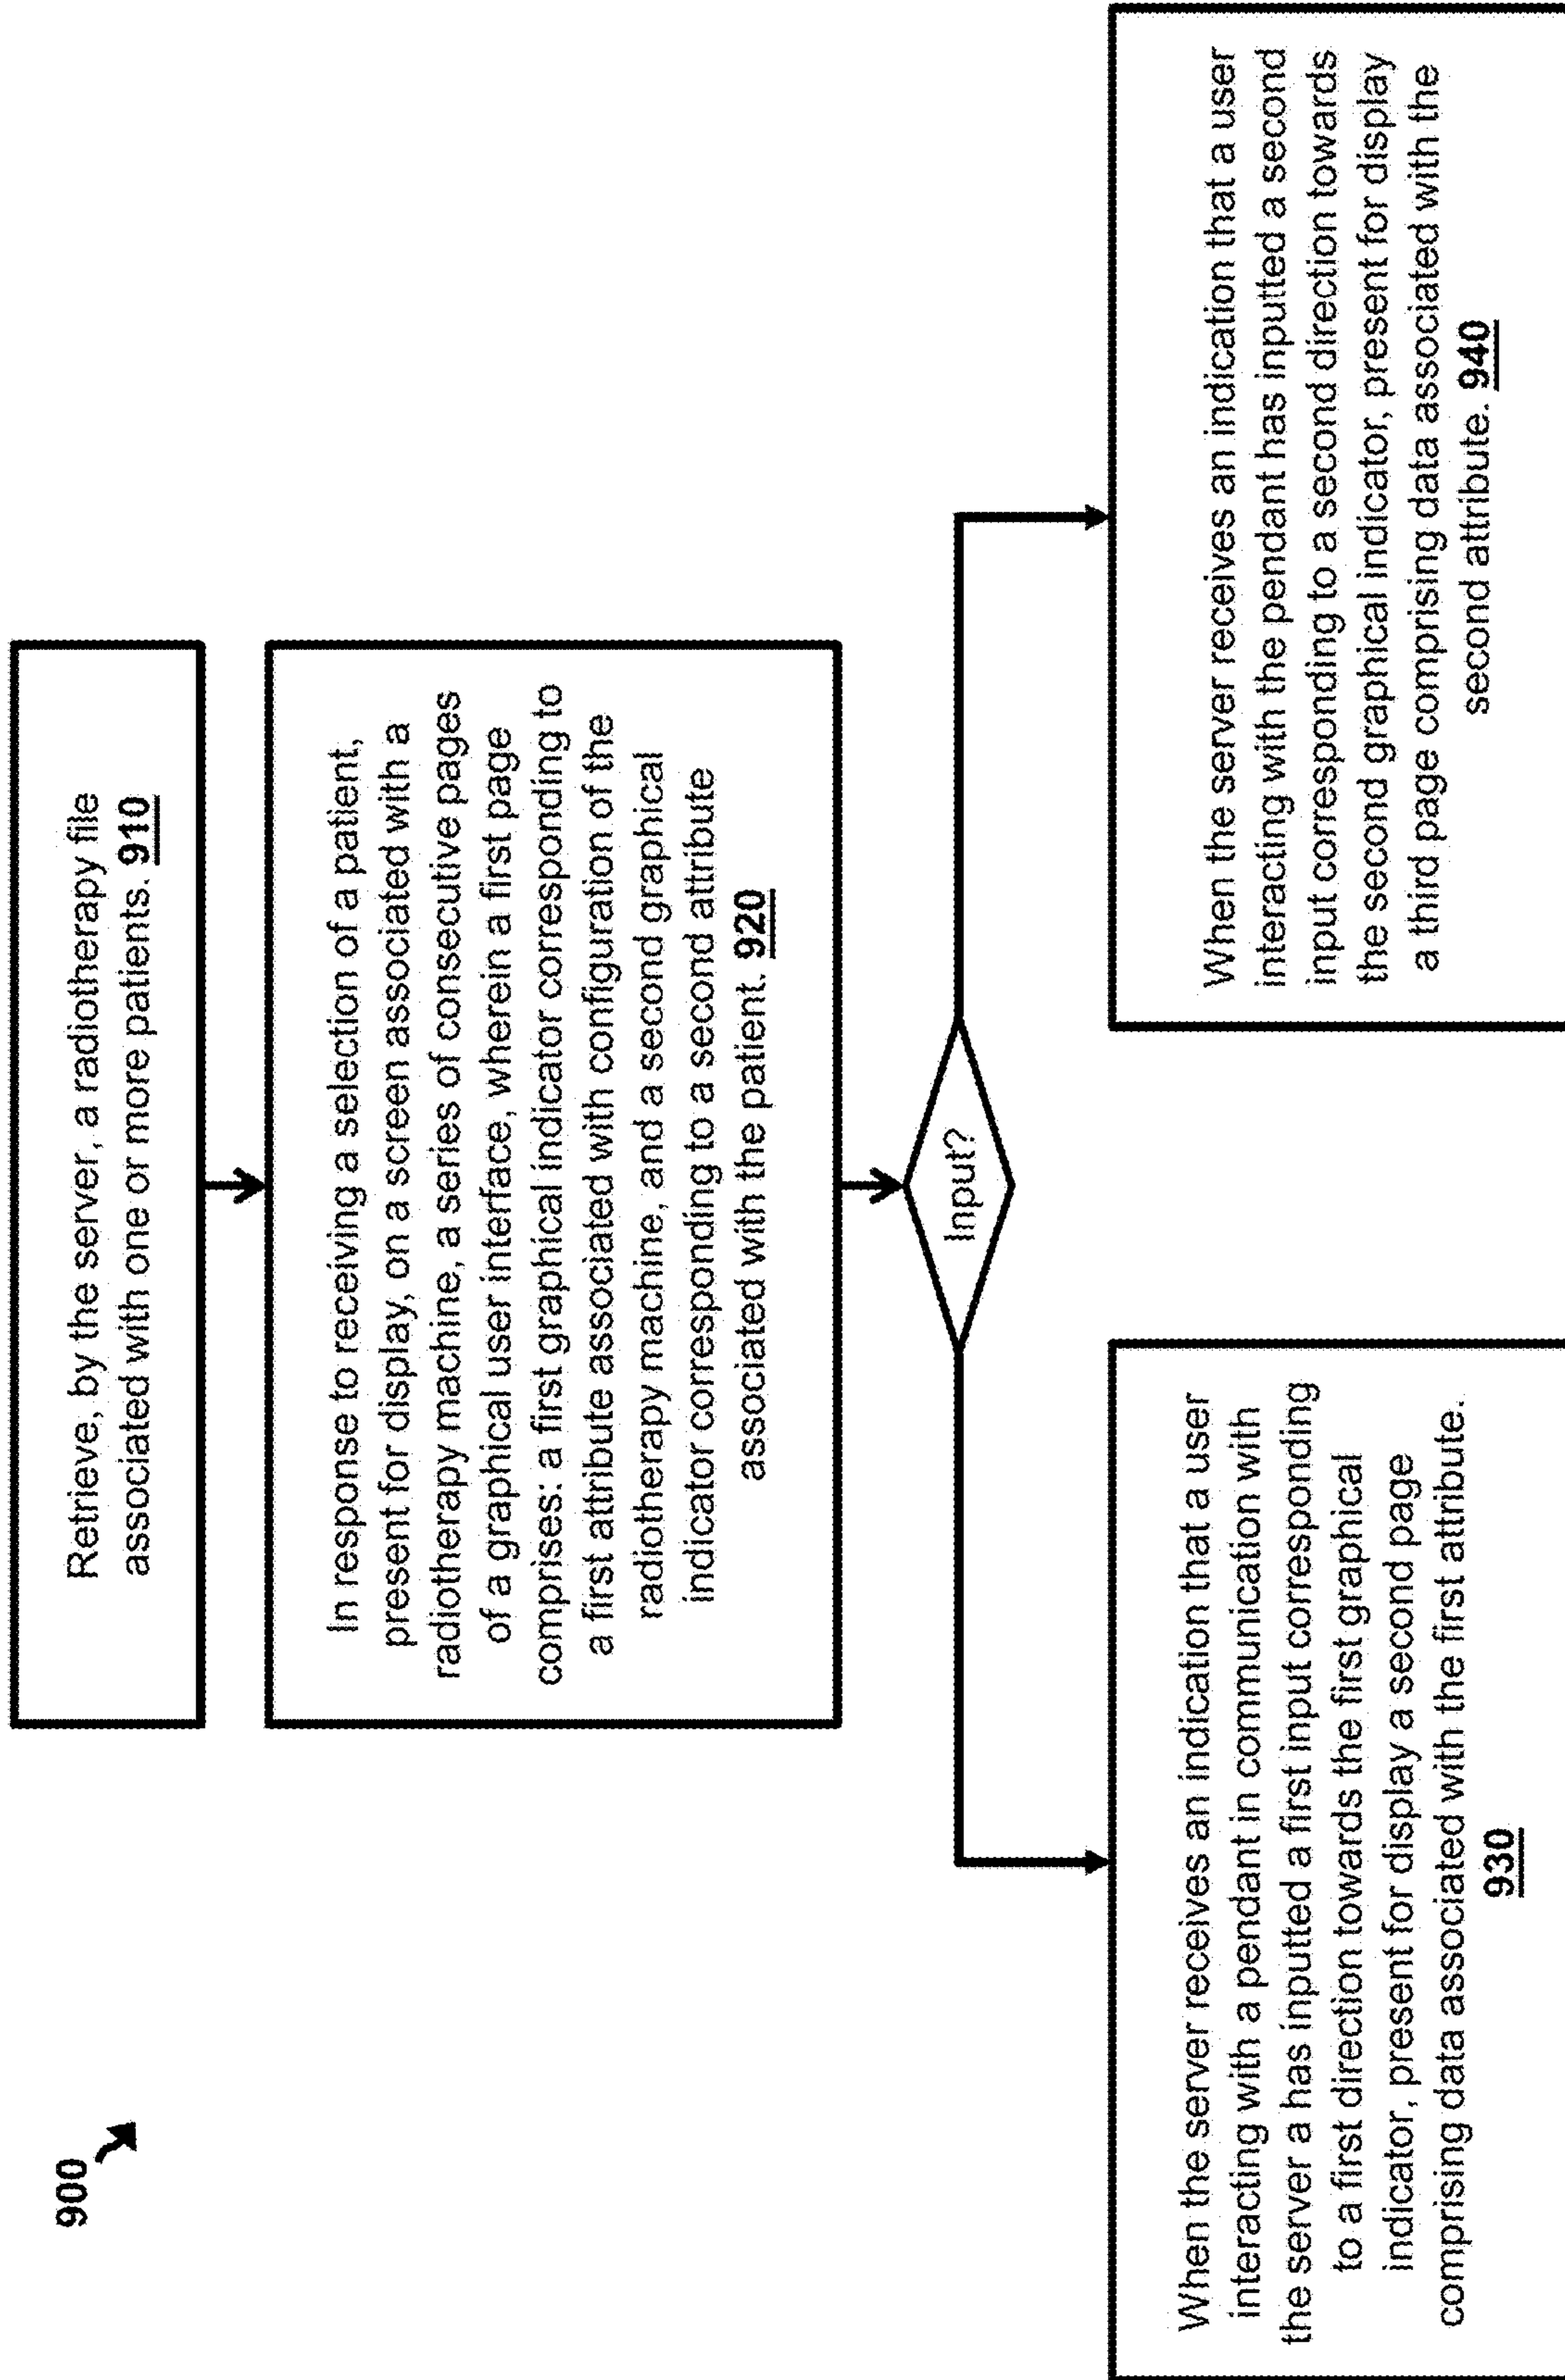 900
Retrieve, by the server, a radiotherapy file
associated with one or more patients. 910
In response to receiving a selection of a patient,
present for display, on a screen associated with a
radiotherapy machine, a series of consecutive pages
of a graphical user interface, wherein a first page
comprises: a first graphical indicator corresponding to
a first attribute associated with configuration of the
radiotherapy machine, and a second graphical
indicator corresponding to a second attribute
associated with the patient. 920
Input?
When the server receives an indication that a user
interacting with a pendant in communication with
the server a has inputted a first input corresponding
to a first direction towards the first graphical
indicator, present for display a second page
comprising data associated with the first attribute.
930
When the server receives an indication that a user
interacting with the pendant has inputted a second
input corresponding to a second direction towards
the second graphical indicator, present for display
a third page comprising data associated with the
second attribute. 940